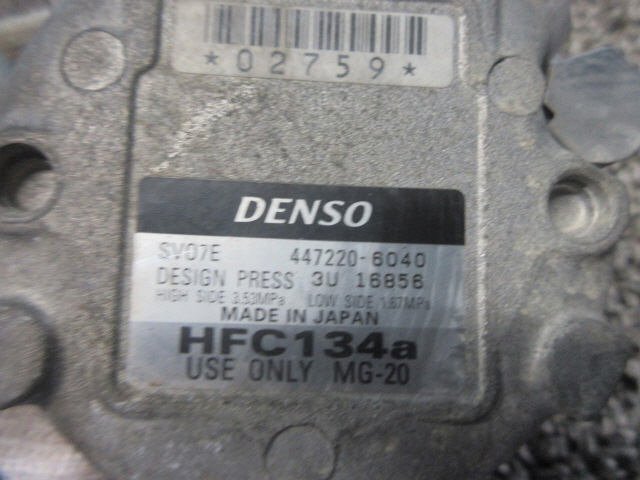 *02759*
DENSO
SV07E 447220-6040
DESIGN PRESS 3U 16856
HIGH SIDE 3.53MPa LOW SIDE 1.67MPa
MADE IN JAPAN
HFC134a
USE ONLY MG-20